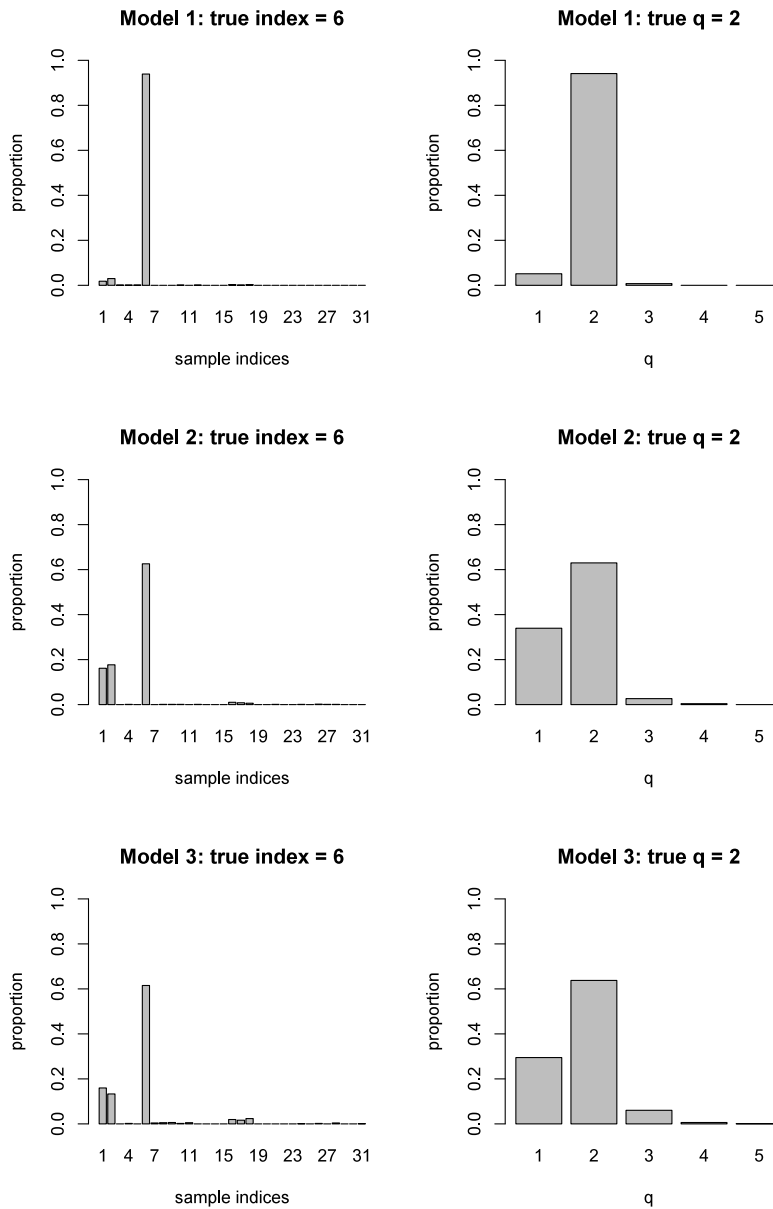 Model 1: true index = 6
proportion
0.0 0.2 0.4 0.6 0.8 1.0
1 4 7 11 15 19 23 27 31
sample indices
Model 1: true q = 2
proportion
0.0 0.2 0.4 0.6 0.8 1.0
1 2 3 4 5
q
Model 2: true index = 6
proportion
0.0 0.2 0.4 0.6 0.8 1.0
1 4 7 11 15 19 23 27 31
sample indices
Model 2: true q = 2
proportion
0.0 0.2 0.4 0.6 0.8 1.0
1 2 3 4 5
q
Model 3: true index = 6
proportion
0.0 0.2 0.4 0.6 0.8 1.0
1 4 7 11 15 19 23 27 31
sample indices
Model 3: true q = 2
proportion
0.0 0.2 0.4 0.6 0.8 1.0
1 2 3 4 5
q